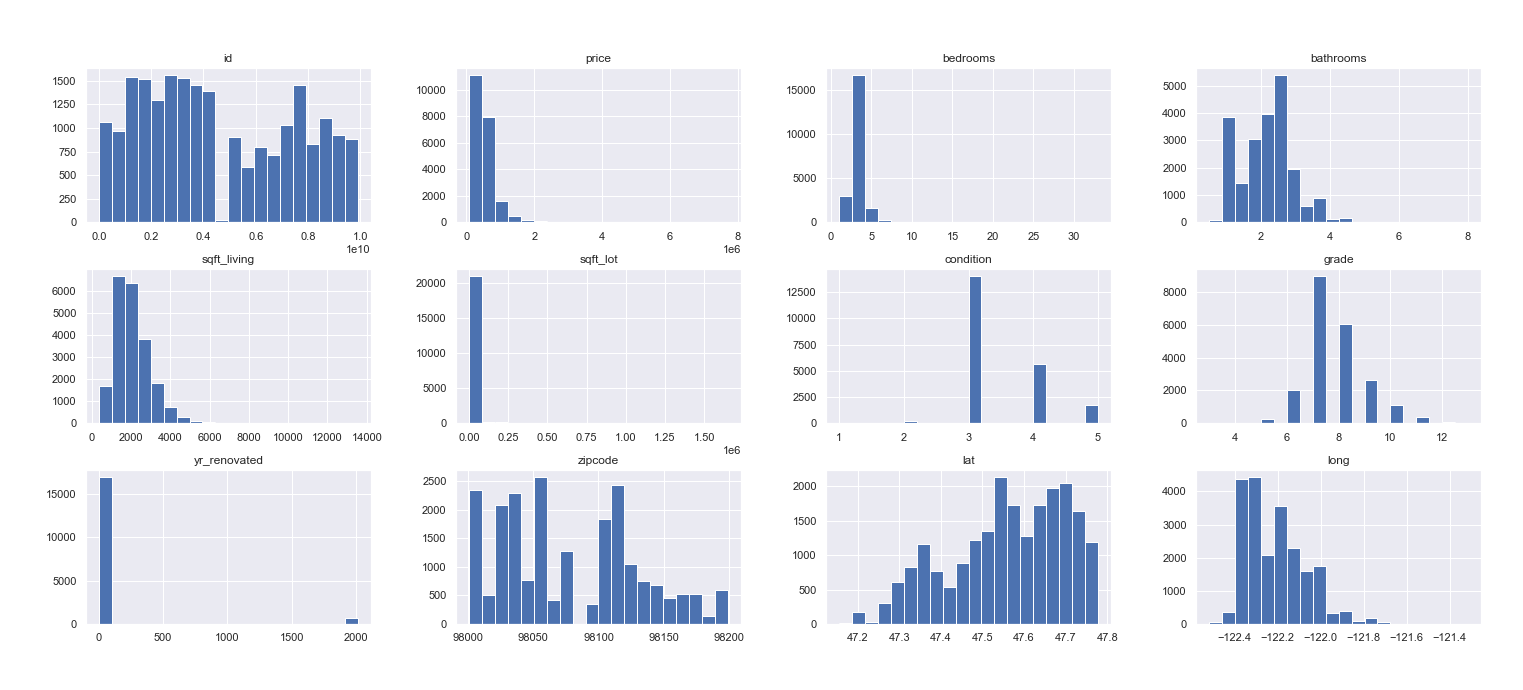 id
1500
1250
1000
750
500
250
0
0.0 0.2 0.4 0.6 0.8 1.0
1e10
price
10000
8000
6000
4000
2000
0
0 2 4 6 8
1e6
bedrooms
15000
10000
5000
0
0 5 10 15 20 25 30
bathrooms
5000
4000
3000
2000
1000
0
2 4 6 8
sqft_living
6000
5000
4000
3000
2000
1000
0
0 2000 4000 6000 8000 10000 12000 14000
sqft_lot
20000
15000
10000
5000
0
0.00 0.25 0.50 0.75 1.00 1.25 1.50
1e6
condition
12500
10000
7500
5000
2500
0
1 2 3 4 5
grade
8000
6000
4000
2000
0
4 6 8 10 12
yr_renovated
15000
10000
5000
0
0 500 1000 1500 2000
zipcode
2500
2000
1500
1000
500
0
98000 98050 98100 98150 98200
lat
2000
1500
1000
500
0
47.2 47.3 47.4 47.5 47.6 47.7 47.8
long
4000
3000
2000
1000
0
−122.4 −122.2 −122.0 −121.8 −121.6 −121.4